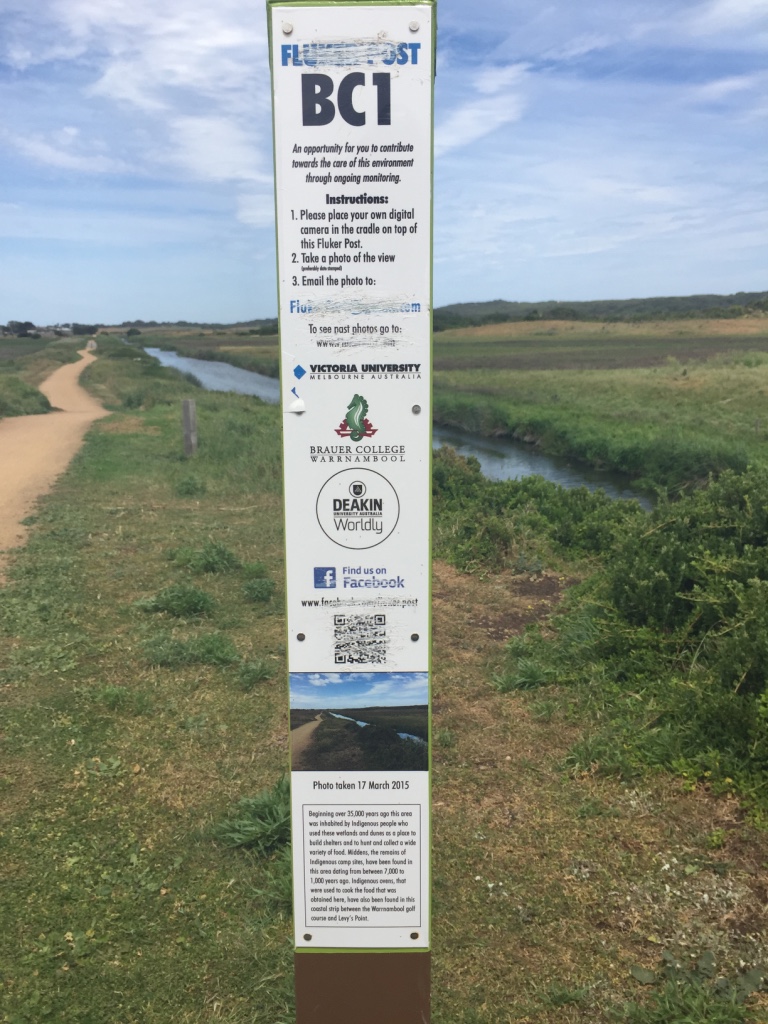 FLUKER POST
BC1
An opportunity for you to contribute
towards the care of this environment
through ongoing monitoring.
Instructions:
1. Please place your own digital
camera in the cradle on top of
this Fluker Post.
2. Take a photo of the view
(preferably date stamped)
3. Email the photo to:
To see past photos go to:
VICTORIA UNIVERSITY
MELBOURNE AUSTRALIA
BRAUER COLLEGE
WARRNAMBOOL
DEAKIN
UNIVERSITY AUSTRALIA
Worldly
f Find us on
Facebook
www.facebook.com/fluker.post
Photo taken 17 March 2015
Beginning over 35,000 years ago this area
was inhabited by Indigenous people who
used these wetlands and dunes as a place to
build shelters and to hunt and collect a wide
variety of food. Middens, the remains of
Indigenous camp sites, have been found in
this area dating from between 7,000 to
1,000 years ago. Indigenous ovens, that
were used to cook the food that was
obtained here, have also been found in this
coastal strip between the Warrnambool golf
course and Levy's Point.